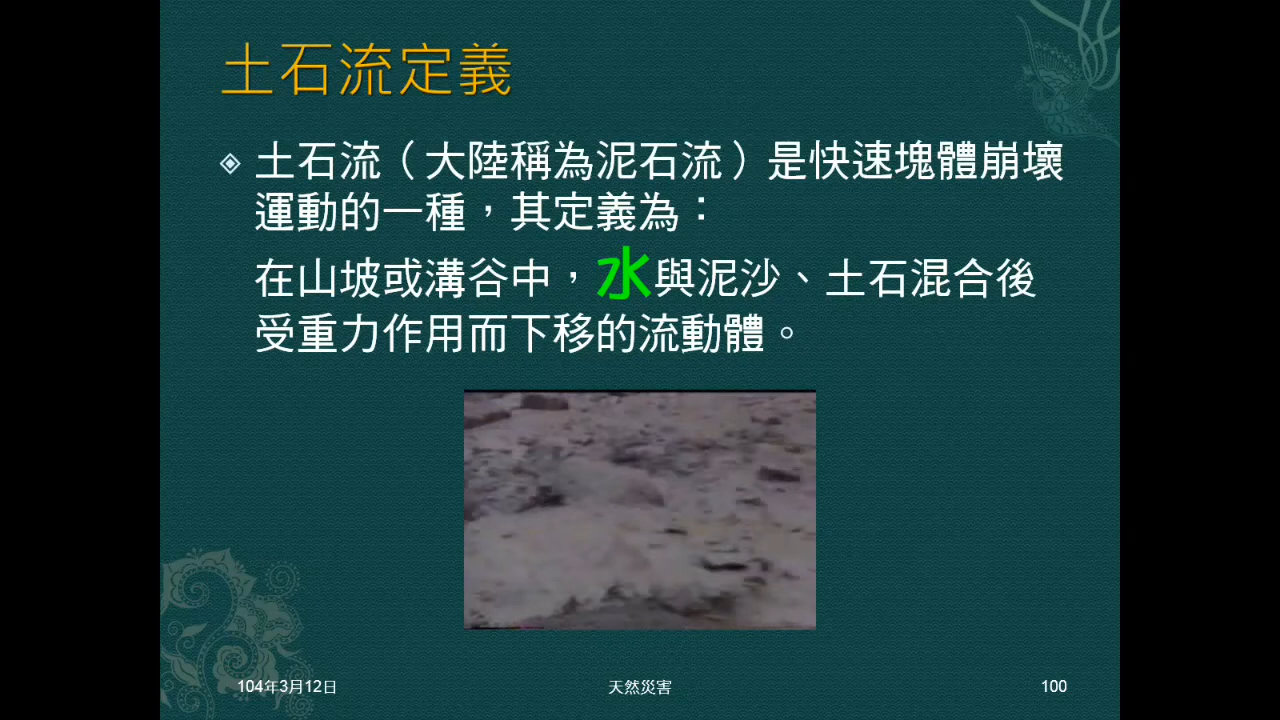 土石流定義
土石流（大陸稱為泥石流）是快速塊體崩壞
運動的一種，其定義為：
在山坡或溝谷中，水與泥沙、土石混合後
受重力作用而下移的流動體。
104年3月12日
天然災害
100